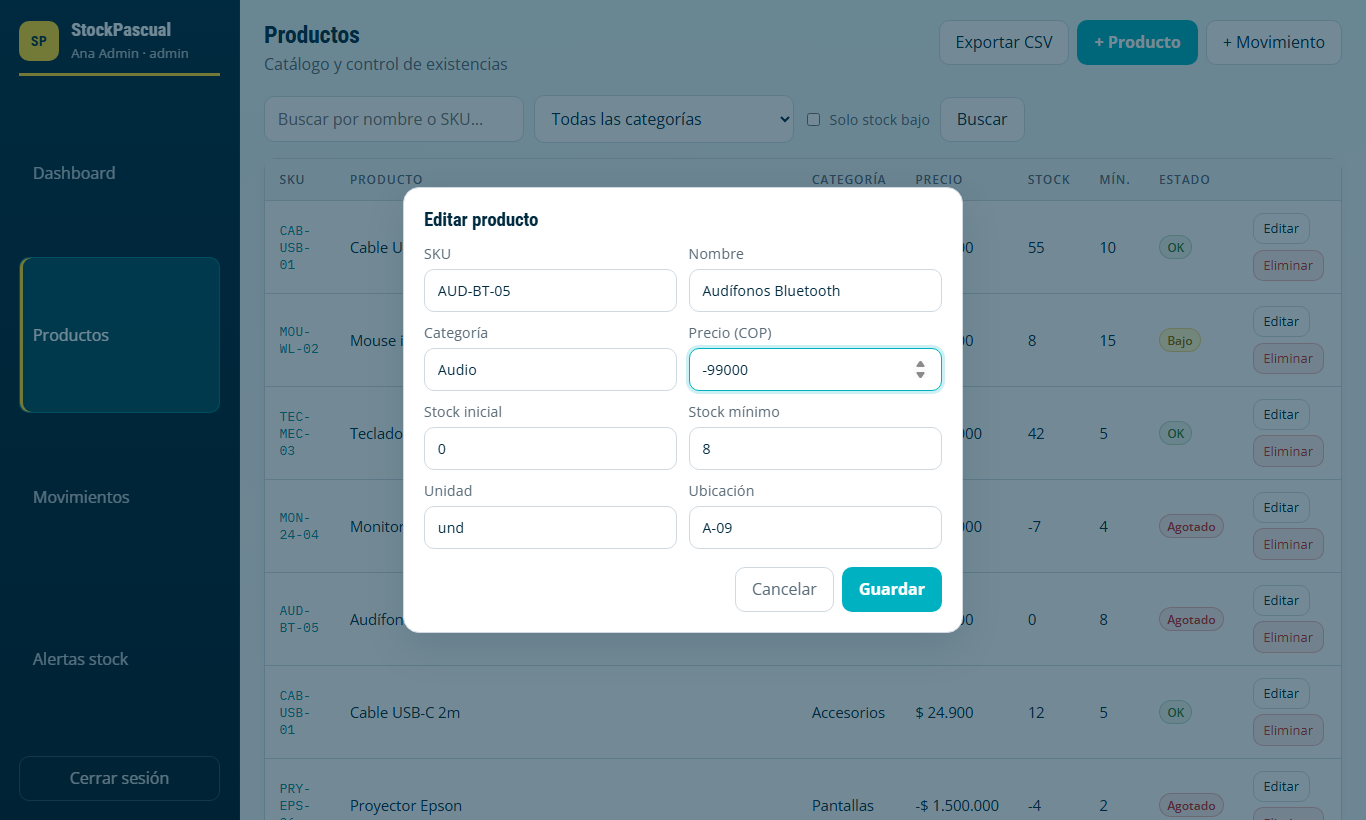 SP
StockPascual
Ana Admin · admin
Dashboard
Productos
Movimientos
Alertas stock
Cerrar sesión
Productos
Catálogo y control de existencias
Exportar CSV
+ Producto
+ Movimiento
Buscar por nombre o SKU...
Todas las categorías
Solo stock bajo
Buscar
SKU PRODUCTO CATEGORÍA PRECIO STOCK MÍN. ESTADO
CAB-
USB-
01
Cable U
00 55 10 OK
Editar
Eliminar
MOU-
WL-02
Mouse i
00 8 15 Bajo
Editar
Eliminar
TEC-
MEC-
03
Teclado
000 42 5 OK
Editar
Eliminar
MON-
24-04
Monitor
000 -7 4 Agotado
Editar
Eliminar
AUD-
BT-05
Audífon
00 0 8 Agotado
Editar
Eliminar
CAB-
USB-
01
Cable USB-C 2m Accesorios $ 24.900 12 5 OK
Editar
Eliminar
PRY-
EPS-
Proyector Epson Pantallas -$ 1.500.000 -4 2 Agotado
Editar
Editar producto
SKU
AUD-BT-05
Nombre
Audífonos Bluetooth
Categoría
Audio
Precio (COP)
-99000
Stock inicial
0
Stock mínimo
8
Unidad
und
Ubicación
A-09
Cancelar
Guardar